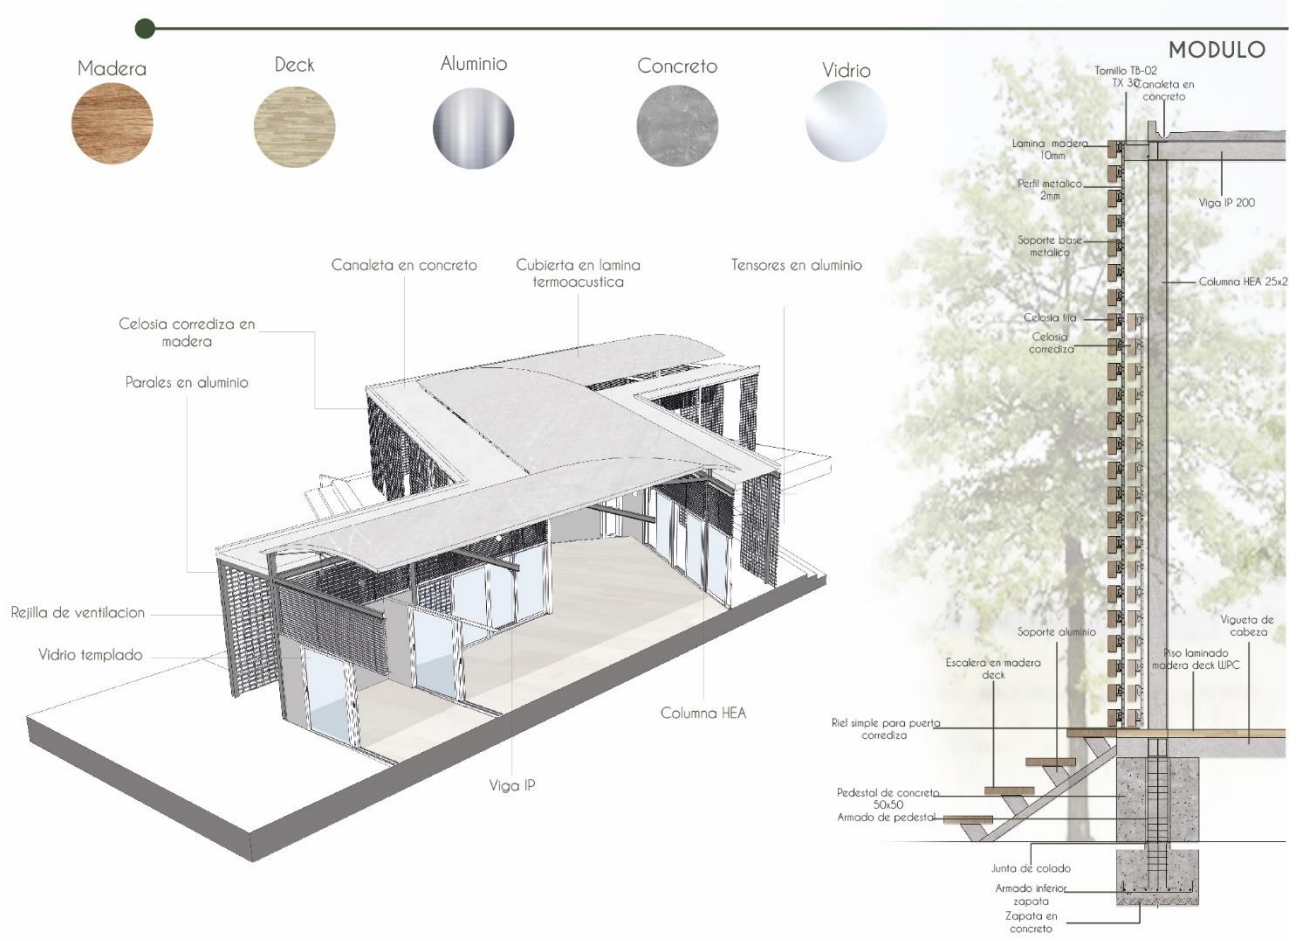 MODULO
Madera
Deck
Aluminio
Concreto
Vidrio
Canaleta en concreto
Cubierta en lamina
termoacustica
Tensores en aluminio
Celosia corrediza en
madera
Parales en aluminio
Rejilla de ventilacion
Vidrio templado
Columna HEA
Viga IP
Tornillo TB-02
TX 30
Canaleta en
concreto
Lamina madera
10mm
Perfil metalico
2mm
Viga IP 200
Soporte base
metalico
Columna HEA 25x2
Celosia fija
Celosia
corrediza
Soporte aluminio
Vigueta de
cabeza
Escalera en madera
deck
Piso laminado
madera deck WPC
Riel simple para puerta
corrediza
Pedestal de concreto
50x50
Armado de pedestal
Junta de colado
Armado inferior
zapata
Zapata en
concreto